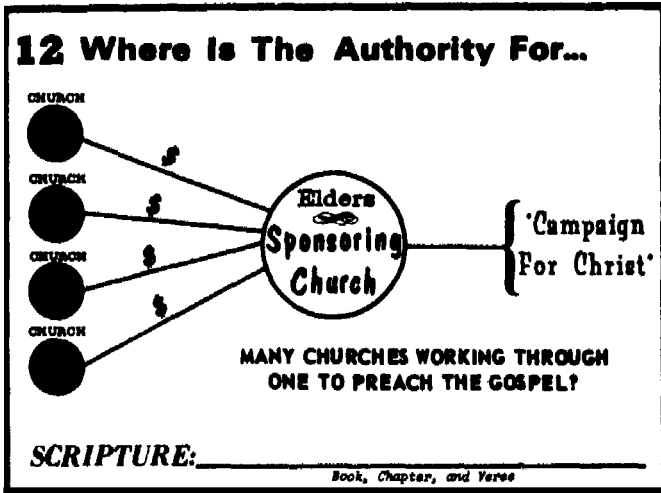 12 Where Is The Authority For...
CHURCH
$
CHURCH
$
CHURCH
$
CHURCH
$
Elders
Sponsoring
Church
"Campaign
For Christ"
MANY CHURCHES WORKING THROUGH
ONE TO PREACH THE GOSPEL?
SCRIPTURE:
Book, Chapter, and Verse